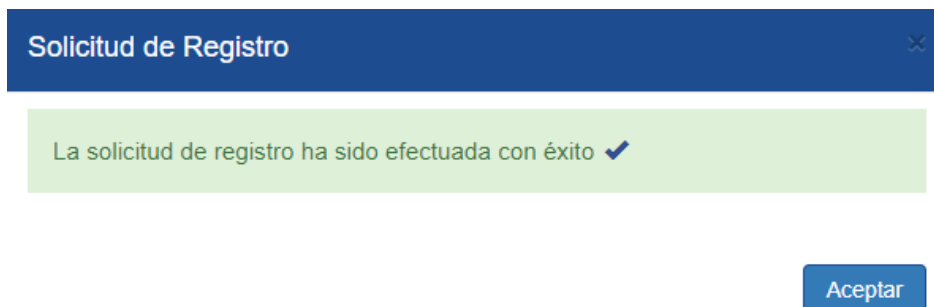 Solicitud de Registro
La solicitud de registro ha sido efectuada con éxito
Aceptar